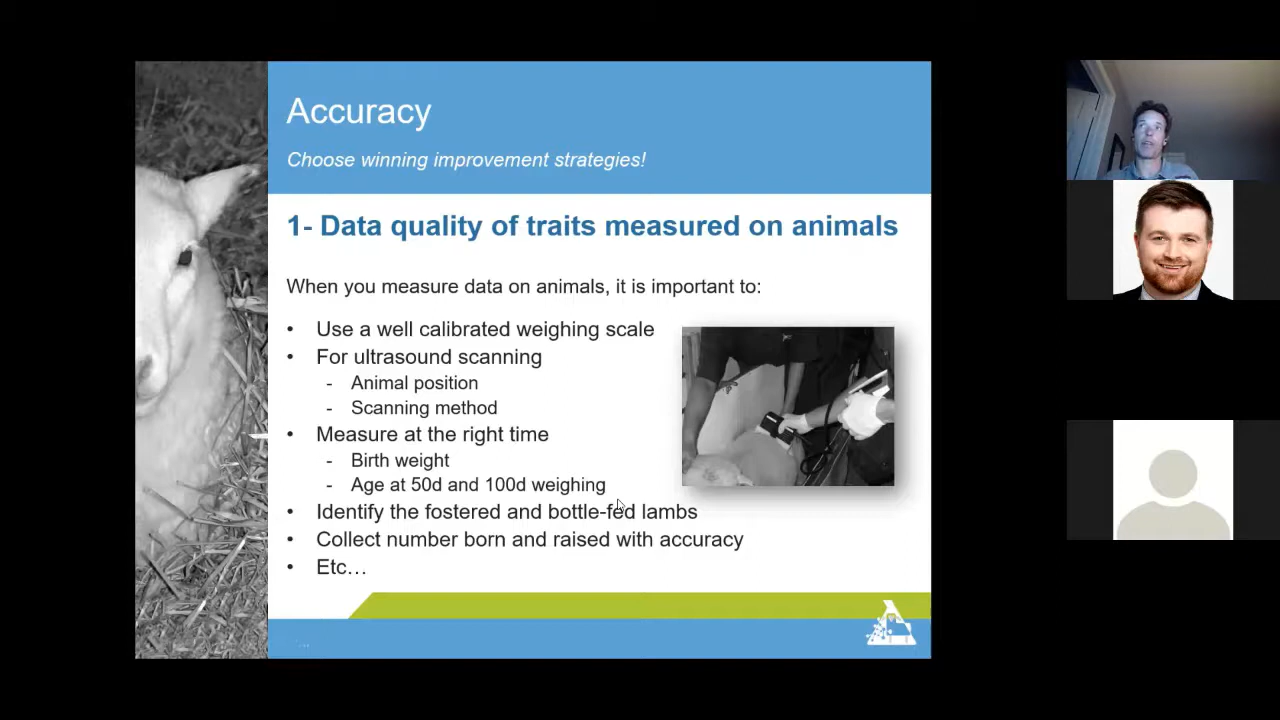 Accuracy
Choose winning improvement strategies!
1- Data quality of traits measured on animals
When you measure data on animals, it is important to:
• Use a well calibrated weighing scale
• For ultrasound scanning
- Animal position
- Scanning method
• Measure at the right time
- Birth weight
- Age at 50d and 100d weighing
• Identify the fostered and bottle-fed lambs
• Collect number born and raised with accuracy
• Etc…